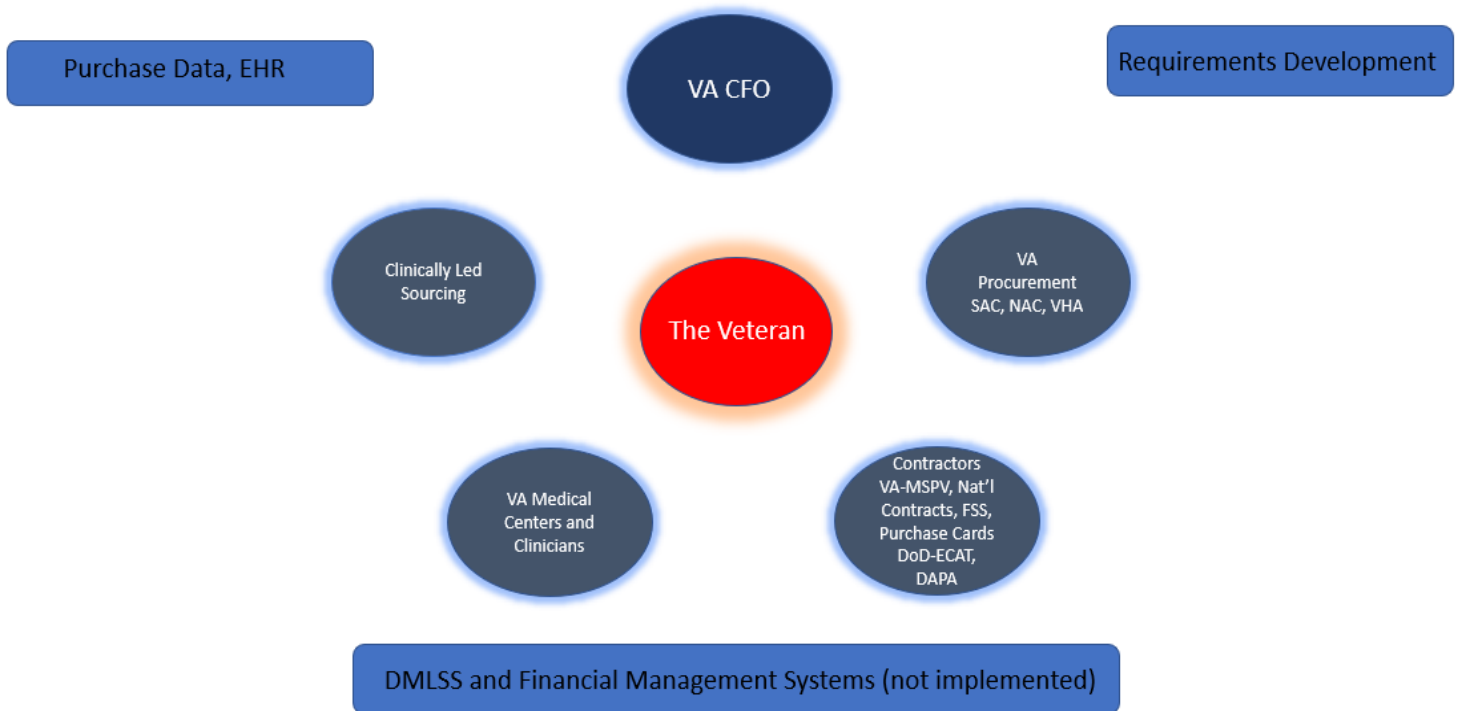 Purchase Data, EHR
VA CFO
Requirements Development
Clinically Led
Sourcing
The Veteran
VA
Procurement
SAC, NAC, VHA
VA Medical
Centers and
Clinicians
Contractors
VA-MSPV, Nat’l
Contracts, FSS,
Purchase Cards
DoD-ECAT,
DAPA
DMLSS and Financial Management Systems (not implemented)